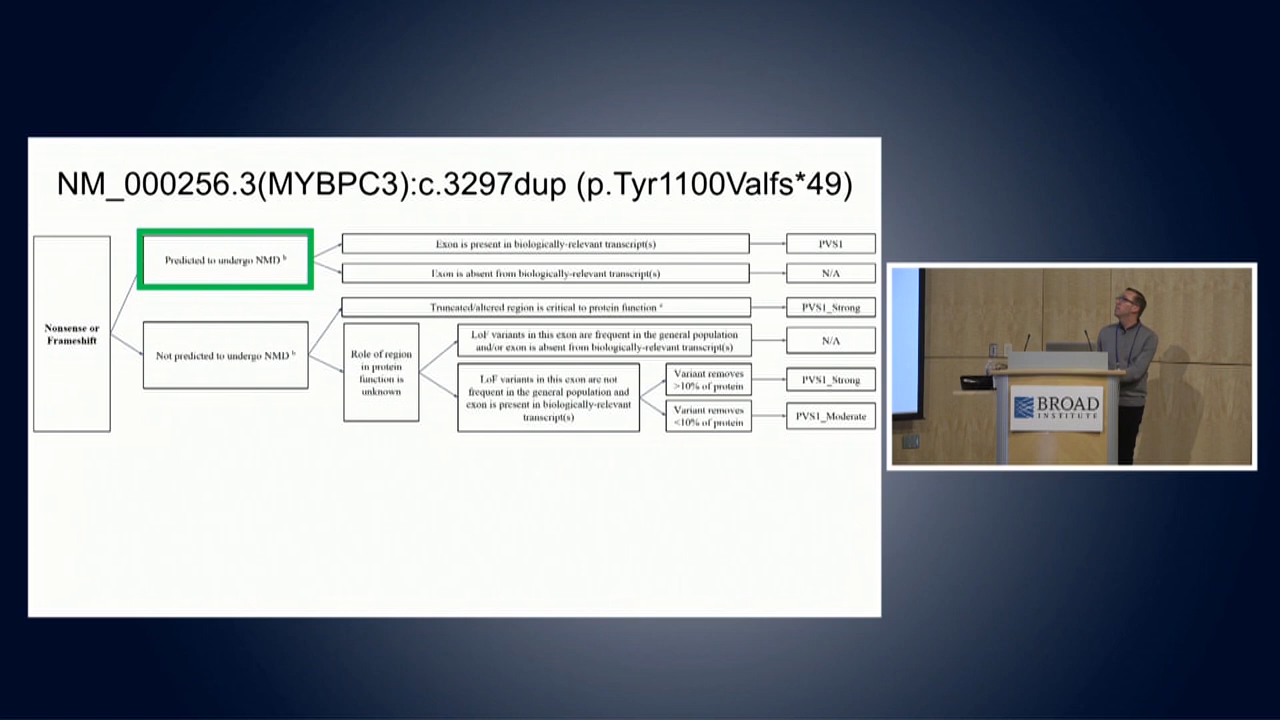 NM_000256.3(MYBPC3):c.3297dup (p.Tyr1100Valfs*49)
Nonsense or
Frameshift
Predicted to undergo NMD b
Exon is present in biologically-relevant transcript(s)
PVS1
Exon is absent from biologically-relevant transcript(s)
N/A
Not predicted to undergo NMD b
Truncated/altered region is critical to protein function
PVS1_Strong
Role of region
in protein
function is
unknown
LoF variants in this exon are frequent in the general population
and/or exon is absent from biologically-relevant transcript(s)
N/A
LoF variants in this exon are not
frequent in the general population and
exon is present in biologically-relevant
transcript(s)
Variant removes
>10% of protein
PVS1_Strong
Variant removes
<10% of protein
PVS1_Moderate
BROAD
INSTITUTE